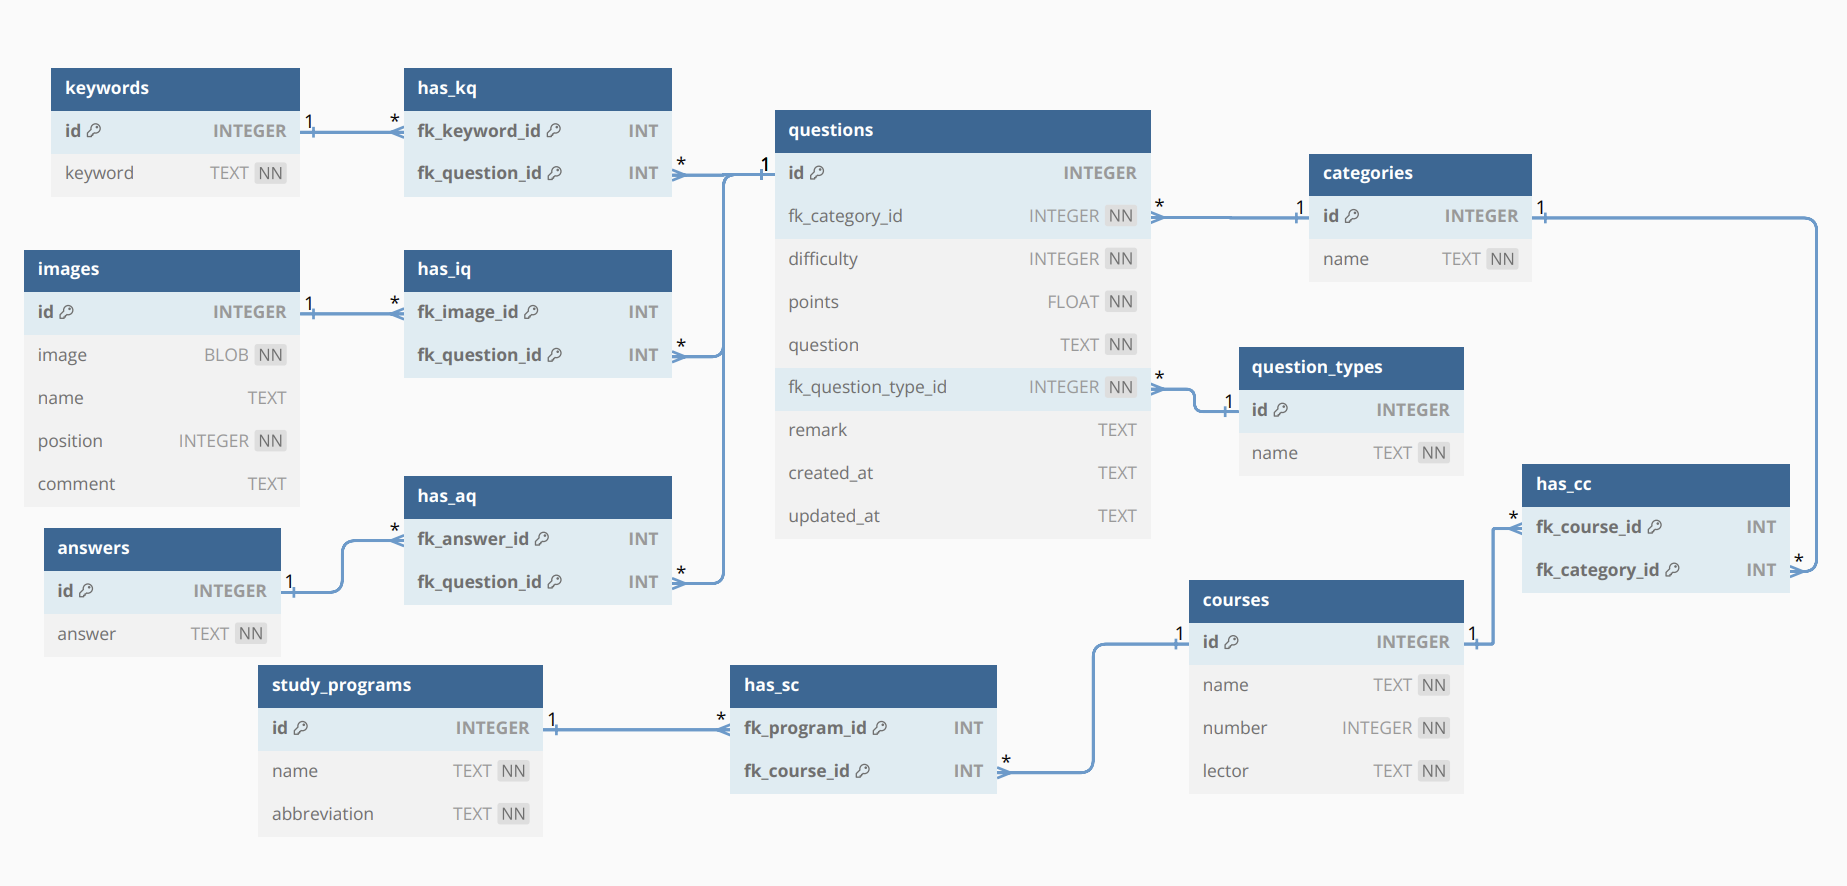 keywords
id INTEGER
keyword TEXT NN
1 *
has_kq
fk_keyword_id INT
fk_question_id INT
* 1
images
id INTEGER
image BLOB NN
name TEXT
position INTEGER NN
comment TEXT
1 *
has_iq
fk_image_id INT
fk_question_id INT
*
answers
id INTEGER
answer TEXT NN
1 *
has_aq
fk_answer_id INT
fk_question_id INT
*
questions
id INTEGER
fk_category_id INTEGER NN
difficulty INTEGER NN
points FLOAT NN
question TEXT NN
fk_question_type_id INTEGER NN
remark TEXT
created_at TEXT
updated_at TEXT
* 1
categories
id INTEGER
name TEXT NN
1
* 1
question_types
id INTEGER
name TEXT NN
has_cc
fk_course_id INT
fk_category_id INT
* *
courses
id INTEGER
name TEXT NN
number INTEGER NN
lector TEXT NN
1 1
study_programs
id INTEGER
name TEXT NN
abbreviation TEXT NN
1 *
has_sc
fk_program_id INT
fk_course_id INT
*